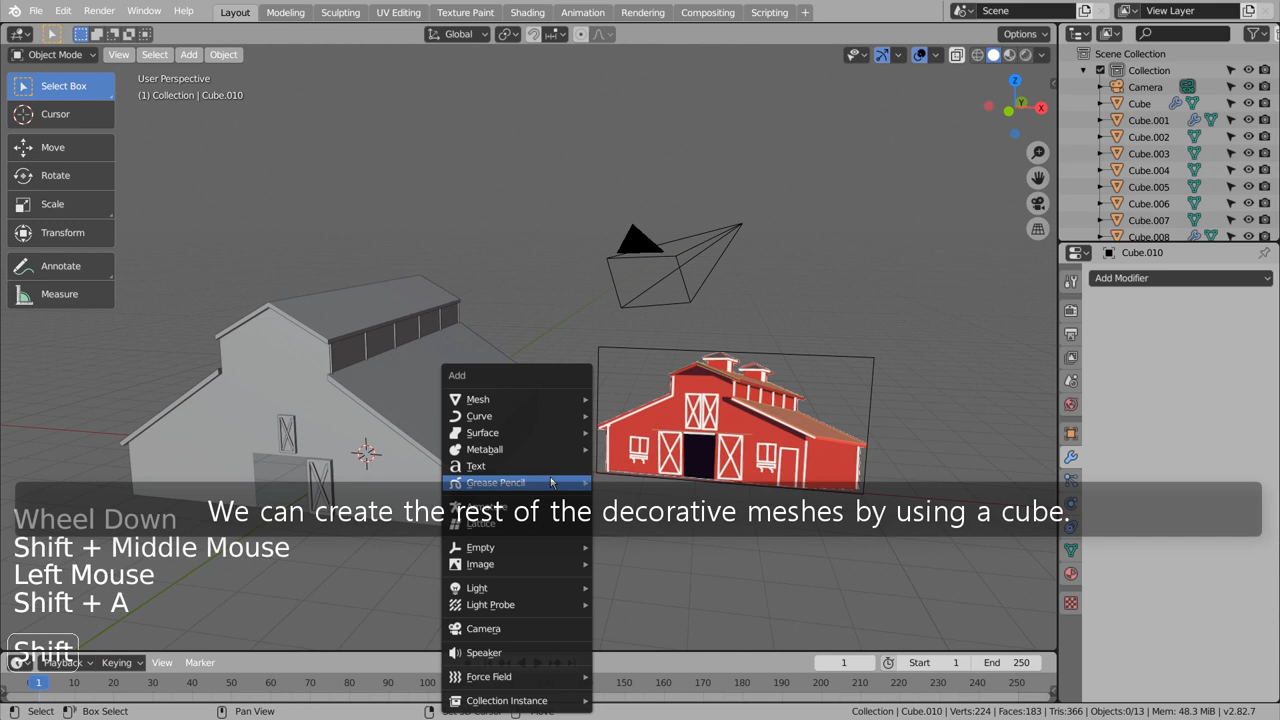 File Edit Render Window Help Layout Modeling Sculpting UV Editing Texture Paint Shading Animation Rendering Compositing Scripting + Scene View Layer
Global Options
Object Mode View Select Add Object
Select Box
Cursor
Move
Rotate
Scale
Transform
Annotate
Measure
User Perspective
(1) Collection | Cube.010
Z
Y
X
Scene Collection
Collection
Camera
Cube
Cube.001
Cube.002
Cube.003
Cube.004
Cube.005
Cube.006
Cube.007
Cube.008
Cube.010
Add Modifier
Add
Mesh
Curve
Surface
Metaball
Text
Grease Pencil
Lattice
Empty
Image
Light
Light Probe
Camera
Speaker
Force Field
Collection Instance
We can create the rest of the decorative meshes by using a cube.
Wheel Down
Shift + Middle Mouse
Left Mouse
Shift + A
Shift
Playback Keying View Marker 1 Start 1 End 250
1 10 20 30 40 50 60 70 80 90 100 110 150 160 170 180 190 200 210 220 230 240 250
Select Box Select Pan View Collection | Cube.010 | Verts:224 | Faces:183 | Tris:366 | Objects:0/13 | Mem: 48.3 MiB | v2.82.7